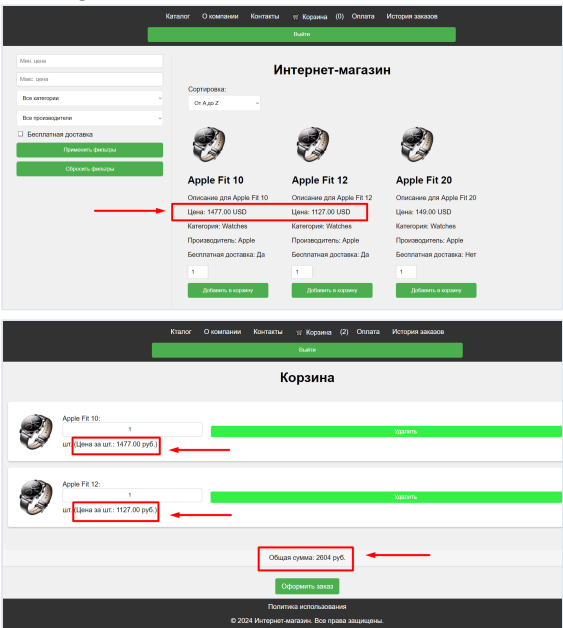 Каталог О компании Контакты 🛒 Корзина (0) Оплата История заказов
Выйти
Мин. цена
Макс. цена
Все категории
Все производители
Бесплатная доставка
Применить фильтры
Сбросить фильтры
Интернет-магазин
Сортировка:
От А до Z
Apple Fit 10 Apple Fit 12 Apple Fit 20
Описание для Apple Fit 10 Описание для Apple Fit 12 Описание для Apple Fit 20
Цена: 1477.00 USD Цена: 1127.00 USD Цена: 149.00 USD
Категория: Watches Категория: Watches Категория: Watches
Производитель: Apple Производитель: Apple Производитель: Apple
Бесплатная доставка: Да Бесплатная доставка: Да Бесплатная доставка: Нет
1 1 1
Добавить в корзину Добавить в корзину Добавить в корзину
Кталог О компании Контакты 🛒 Корзина (2) Оплата История заказов
Выйти
Корзина
Apple Fit 10:
1
Удалить
шт. (Цена за шт.: 1477.00 руб.)
Apple Fit 12:
1
Удалить
шт. (Цена за шт.: 1127.00 руб.)
Общая сумма: 2604 руб.
Оформить заказ
Политика использования
© 2024 Интернет-магазин. Все права защищены.